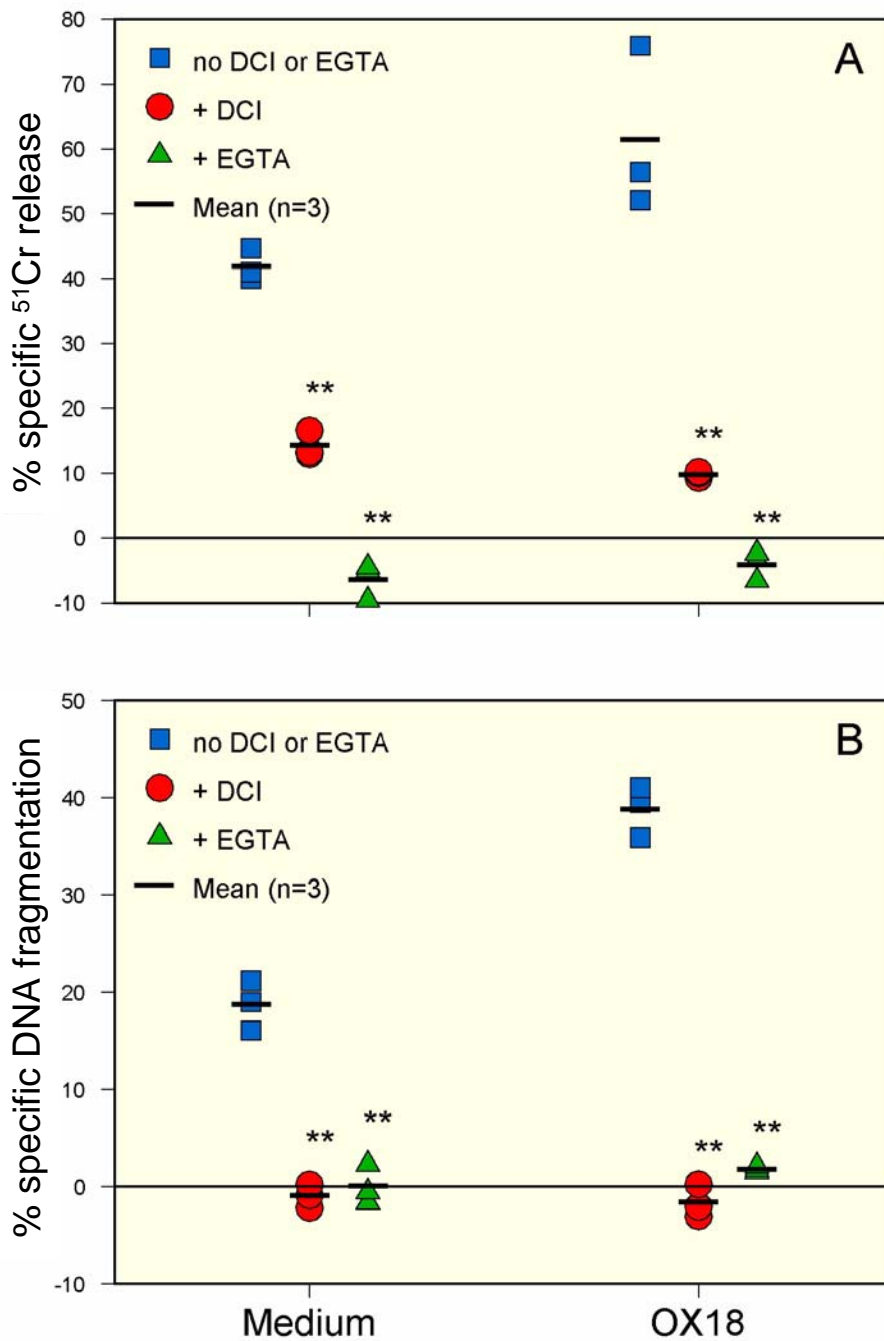 80
70
60
50
40
30
20
10
0
-10
% specific ⁵¹Cr release
no DCI or EGTA
+ DCI
+ EGTA
Mean (n=3)
A
**
**
**
**
50
40
30
20
10
0
-10
% specific DNA fragmentation
no DCI or EGTA
+ DCI
+ EGTA
Mean (n=3)
B
**
**
**
**
Medium
OX18